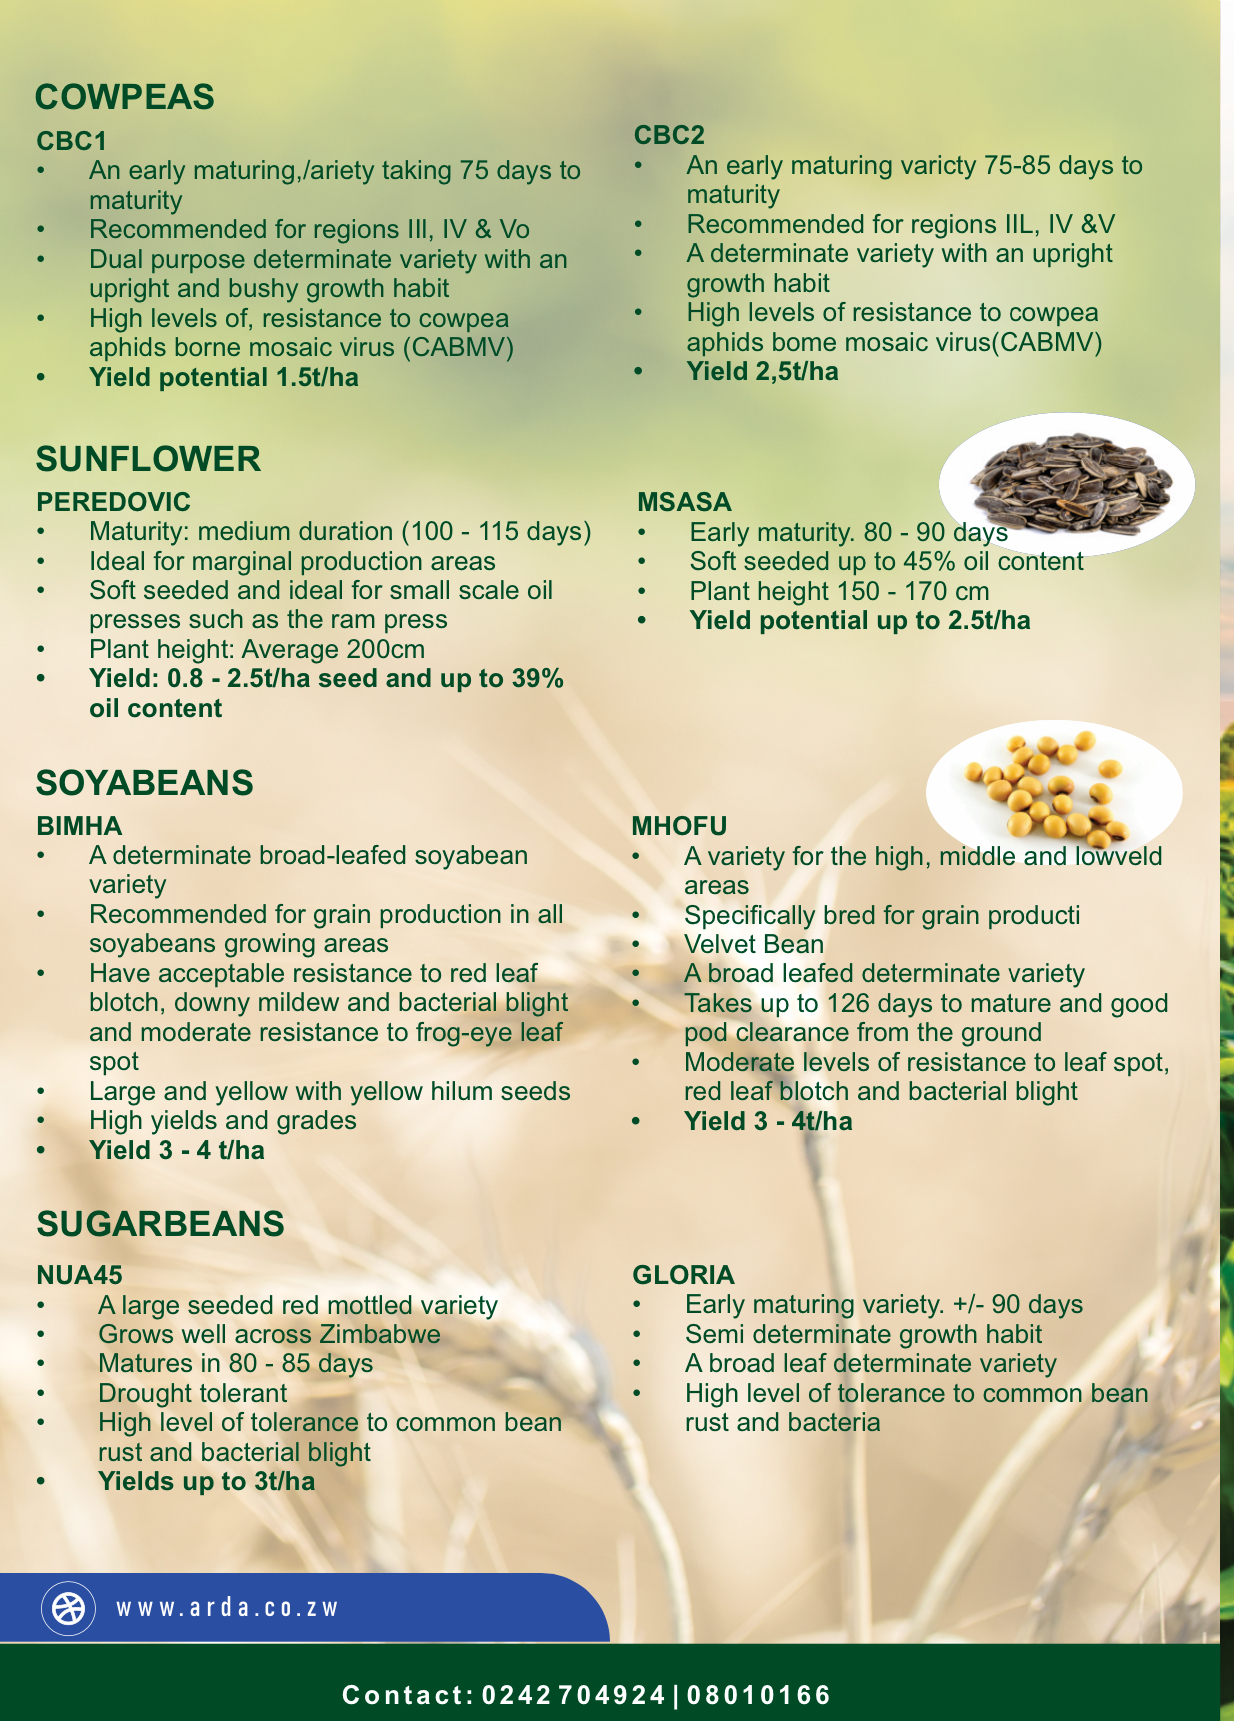 COWPEAS
CBC1
• An early maturing,/ariety taking 75 days to
maturity
• Recommended for regions III, IV & Vo
• Dual purpose determinate variety with an
upright and bushy growth habit
• High levels of, resistance to cowpea
aphids borne mosaic virus (CABMV)
• Yield potential 1.5t/ha
CBC2
• An early maturing varicty 75-85 days to
maturity
• Recommended for regions IIL, IV &V
• A determinate variety with an upright
growth habit
• High levels of resistance to cowpea
aphids bome mosaic virus(CABMV)
• Yield 2,5t/ha
SUNFLOWER
PEREDOVIC
• Maturity: medium duration (100 - 115 days)
• Ideal for marginal production areas
• Soft seeded and ideal for small scale oil
presses such as the ram press
• Plant height: Average 200cm
• Yield: 0.8 - 2.5t/ha seed and up to 39%
oil content
MSASA
• Early maturity. 80 - 90 days
• Soft seeded up to 45% oil content
• Plant height 150 - 170 cm
• Yield potential up to 2.5t/ha
SOYABEANS
BIMHA
• A determinate broad-leafed soyabean
variety
• Recommended for grain production in all
soyabeans growing areas
• Have acceptable resistance to red leaf
blotch, downy mildew and bacterial blight
and moderate resistance to frog-eye leaf
spot
• Large and yellow with yellow hilum seeds
• High yields and grades
• Yield 3 - 4 t/ha
MHOFU
• A variety for the high, middle and lowveld
areas
• Specifically bred for grain producti
• Velvet Bean
• A broad leafed determinate variety
• Takes up to 126 days to mature and good
pod clearance from the ground
• Moderate levels of resistance to leaf spot,
red leaf blotch and bacterial blight
• Yield 3 - 4t/ha
SUGARBEANS
NUA45
• A large seeded red mottled variety
• Grows well across Zimbabwe
• Matures in 80 - 85 days
• Drought tolerant
• High level of tolerance to common bean
rust and bacterial blight
• Yields up to 3t/ha
GLORIA
• Early maturing variety. +/- 90 days
• Semi determinate growth habit
• A broad leaf determinate variety
• High level of tolerance to common bean
rust and bacteria
www.arda.co.zw
Contact: 0242 704924 | 08010166